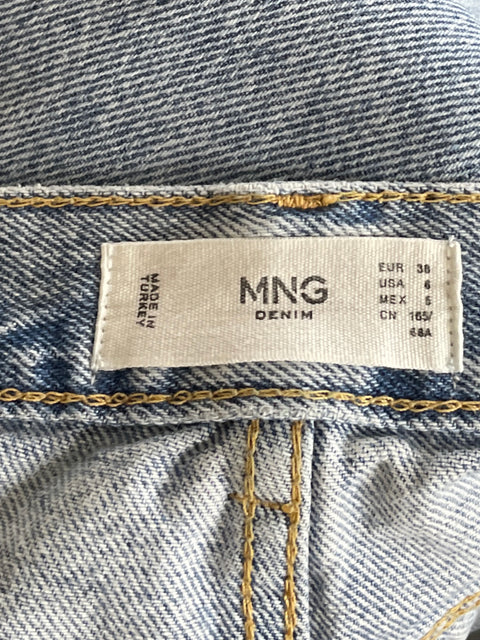 MADE IN
TURKEY
MNG
DENIM
EUR 38
USA 6
MEX 5
CN 165/
68A